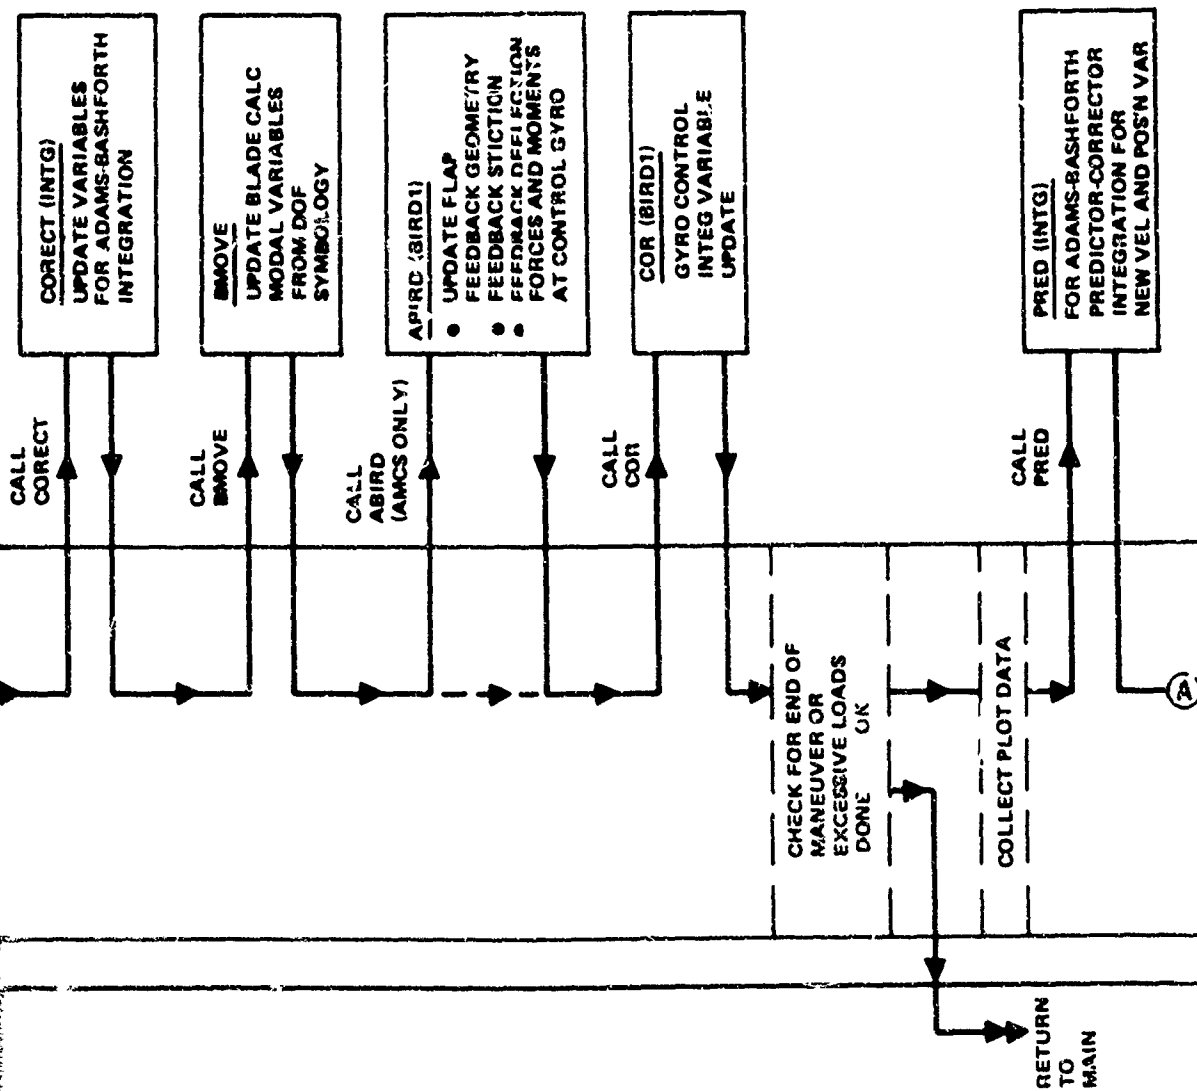 CALL
CORECT
CORECT (INTG)
UPDATE VARIABLES
FOR ADAMS-BASHFORTH
INTEGRATION
CALL
BMOVE
BMOVE
UPDATE BLADE CALC
MODAL VARIABLES
FROM DOF
SYMBOLOGY
CALL
ABIRD
(AMCS ONLY)
ABIRD (BIRD1)
● UPDATE FLAP
FEEDBACK GEOMETRY
● FEEDBACK STICTION
● FEEDBACK DEFLECTION
FORCES AND MOMENTS
AT CONTROL GYRO
CALL
COR
COR (BIRD1)
GYRO CONTROL
INTEG VARIABLE
UPDATE
CHECK FOR END OF
MANEUVER OR
EXCESSIVE LOADS
DONE OK
RETURN
TO
MAIN
COLLECT PLOT DATA
CALL
PRED
PRED (INTG)
FOR ADAMS-BASHFORTH
PREDICTOR-CORRECTOR
INTEGRATION FOR
NEW VEL AND POS'N VAR
A